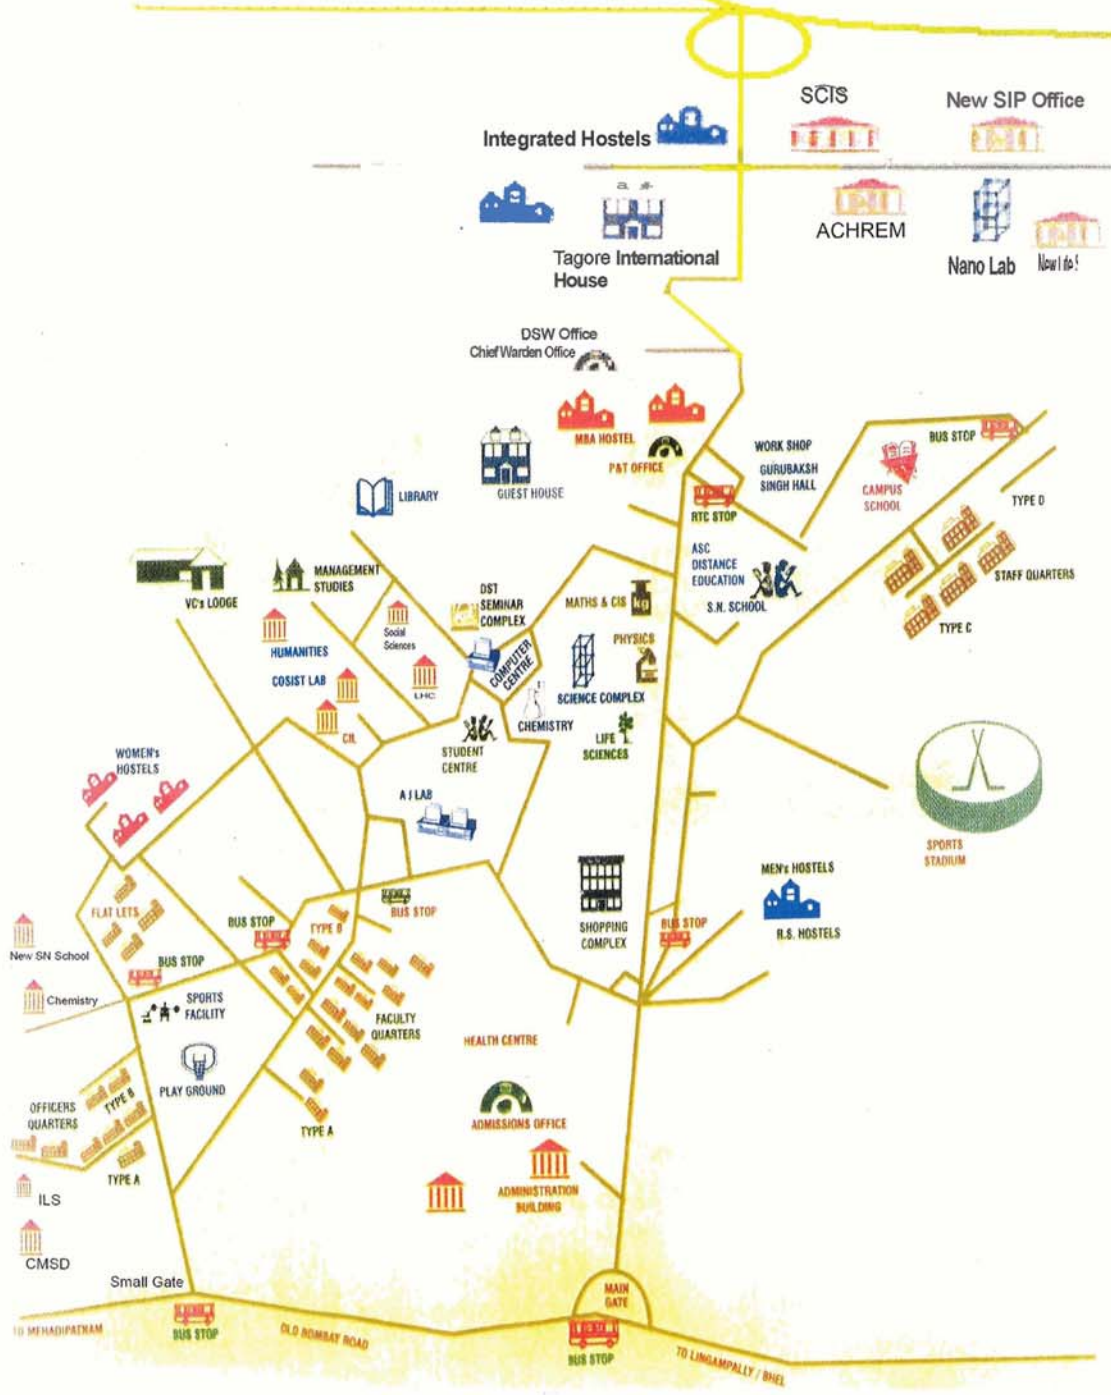 SCIS
New SIP Office
Integrated Hostels
ACHREM
Tagore International
House
Nano Lab
DSW Office
Chief Warden Office
MBA HOSTEL
P&T OFFICE
GUEST HOUSE
LIBRARY
WORK SHOP
GURUBAKSH
SINGH HALL
RTC STOP
BUS STOP
CAMPUS
SCHOOL
TYPE D
STAFF QUARTERS
TYPE C
ASC
DISTANCE
EDUCATION
S.N. SCHOOL
VC's LODGE
MANAGEMENT
STUDIES
DST
SEMINAR
COMPLEX
MATHS & CIS
kg
PHYSICS
HUMANITIES
Social
Sciences
COSIST LAB
LHC
CIL
COMPUTER
CENTRE
SCIENCE COMPLEX
CHEMISTRY
LIFE
SCIENCES
STUDENT
CENTRE
WOMEN's
HOSTELS
A J LAB
SPORTS
STADIUM
MEN's HOSTELS
R.S. HOSTELS
SHOPPING
COMPLEX
BUS STOP
BUS STOP
FLAT LETS
BUS STOP
TYPE B
New SN School
BUS STOP
Chemistry
SPORTS
FACILITY
FACULTY
QUARTERS
HEALTH CENTRE
PLAY GROUND
OFFICERS
QUARTERS
TYPE B
TYPE A
TYPE A
ADMISSIONS OFFICE
ADMINISTRATION
BUILDING
ILS
CMSD
Small Gate
MAIN
GATE
TO MEHADIPATNAM
BUS STOP
OLD BOMBAY ROAD
BUS STOP
TO LINGAMPALLY / BHEL